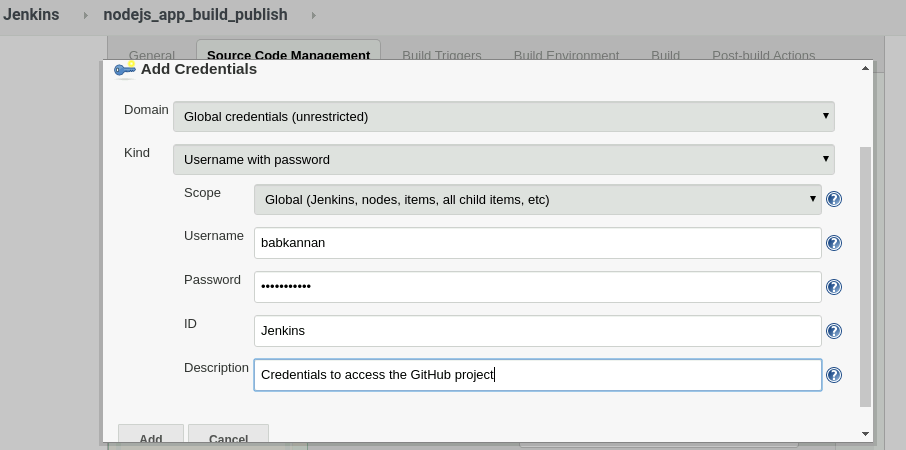 Jenkins nodejs_app_build_publish
General Source Code Management Build Triggers Build Environment Build Post-build Actions
Add Credentials
Domain Global credentials (unrestricted)
Kind Username with password
Scope Global (Jenkins, nodes, items, all child items, etc)
Username babkannan
Password •••••••••••
ID Jenkins
Description Credentials to access the GitHub project
Add Cancel